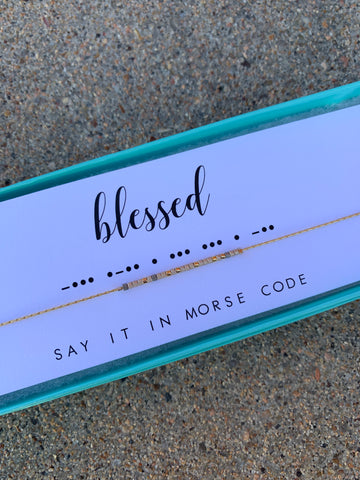 blessed
-••• •-•• • ••• ••• • -••
SAY IT IN MORSE CODE